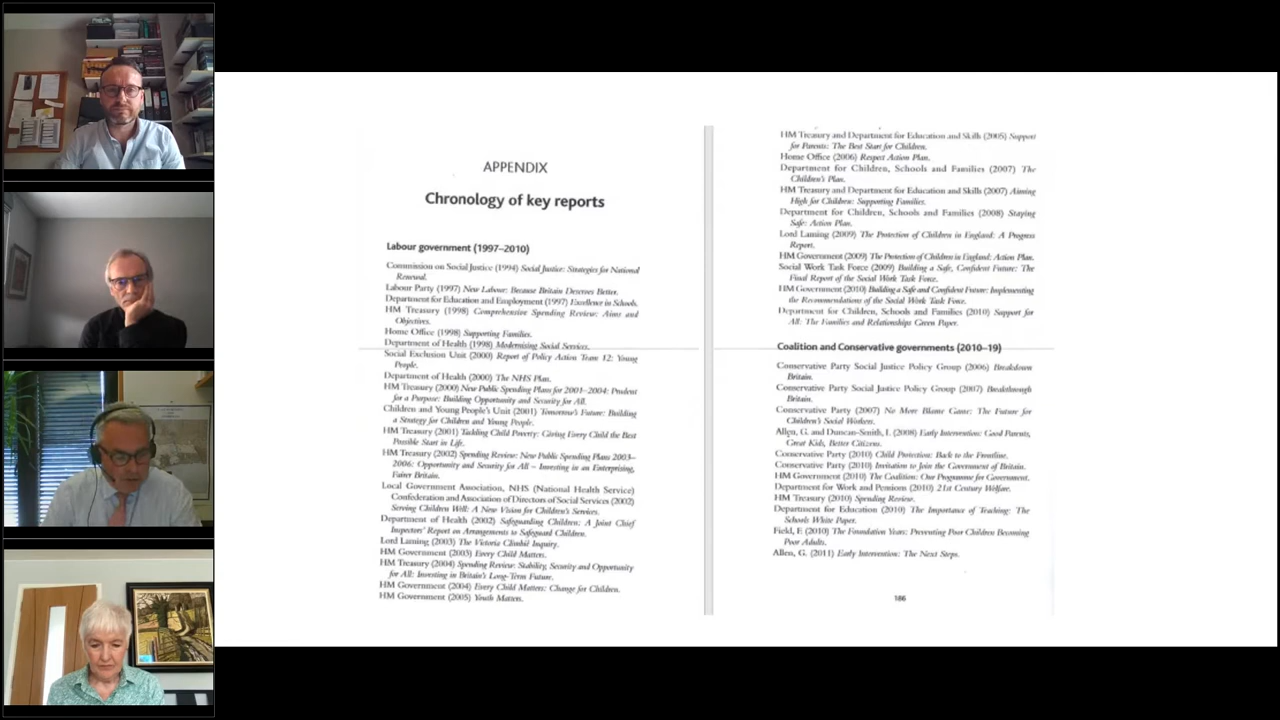 APPENDIX
Chronology of key reports
Labour government (1997–2010)
Commission on Social Justice (1994) Social Justice: Strategies for National
Renewal.
Labour Party (1997) New Labour: Because Britain Deserves Better.
Department for Education and Employment (1997) Excellence in Schools.
HM Treasury (1998) Comprehensive Spending Review: Aims and
Objectives.
Home Office (1998) Supporting Families.
Department of Health (1998) Modernising Social Services.
Social Exclusion Unit (2000) Report of Policy Action Team 12: Young
People.
Department of Health (2000) The NHS Plan.
HM Treasury (2000) New Public Spending Plans for 2001–2004: Prudent
for a Purpose: Building Opportunity and Security for All.
Children and Young People's Unit (2001) Tomorrow's Future: Building
a Strategy for Children and Young People.
HM Treasury (2001) Tackling Child Poverty: Giving Every Child the Best
Possible Start in Life.
HM Treasury (2002) Spending Review: New Public Spending Plans 2003–
2006: Opportunity and Security for All – Investing in an Enterprising,
Fairer Britain.
Local Government Association, NHS (National Health Service)
Confederation and Association of Directors of Social Services (2002)
Serving Children Well: A New Vision for Children's Services.
Department of Health (2002) Safeguarding Children: A Joint Chief
Inspectors' Report on Arrangements to Safeguard Children.
Lord Laming (2003) The Victoria Climbié Inquiry.
HM Government (2003) Every Child Matters.
HM Treasury (2004) Spending Review: Stability, Security and Opportunity
for All: Investing in Britain's Long-Term Future.
HM Government (2004) Every Child Matters: Change for Children.
HM Government (2005) Youth Matters.
HM Treasury and Department for Education and Skills (2005) Support
for Parents: The Best Start for Children.
Home Office (2006) Respect Action Plan.
Department for Children, Schools and Families (2007) The
Children's Plan.
HM Treasury and Department for Education and Skills (2007) Aiming
High for Children: Supporting Families.
Department for Children, Schools and Families (2008) Staying
Safe: Action Plan.
Lord Laming (2009) The Protection of Children in England: A Progress
Report.
HM Government (2009) The Protection of Children in England: Action Plan.
Social Work Task Force (2009) Building a Safe, Confident Future: The
Final Report of the Social Work Task Force.
HM Government (2010) Building a Safe and Confident Future: Implementing
the Recommendations of the Social Work Task Force.
Department for Children, Schools and Families (2010) Support for
All: The Families and Relationships Green Paper.
Coalition and Conservative governments (2010–19)
Conservative Party Social Justice Policy Group (2006) Breakdown
Britain.
Conservative Party Social Justice Policy Group (2007) Breakthrough
Britain.
Conservative Party (2007) No More Blame Game: The Future for
Children's Social Workers.
Allen, G. and Duncan-Smith, I. (2008) Early Intervention: Good Parents,
Great Kids, Better Citizens.
Conservative Party (2010) Child Protection: Back to the Frontline.
Conservative Party (2010) Invitation to Join the Government of Britain.
HM Government (2010) The Coalition: Our Programme for Government.
Department for Work and Pensions (2010) 21st Century Welfare.
HM Treasury (2010) Spending Review.
Department for Education (2010) The Importance of Teaching: The
Schools White Paper.
Field, F. (2010) The Foundation Years: Preventing Poor Children Becoming
Poor Adults.
Allen, G. (2011) Early Intervention: The Next Steps.
186